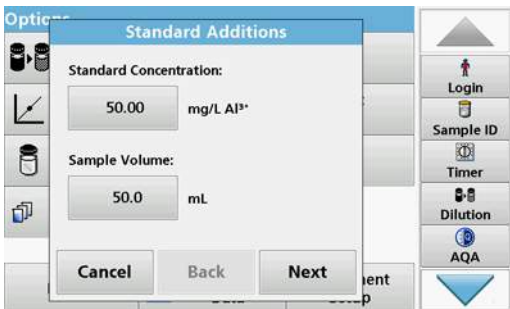 Options
Standard Additions
Standard Concentration:
50.00 mg/L Al³⁺
Sample Volume:
50.0 mL
Cancel Back Next
Login
Sample ID
Timer
Dilution
AQA